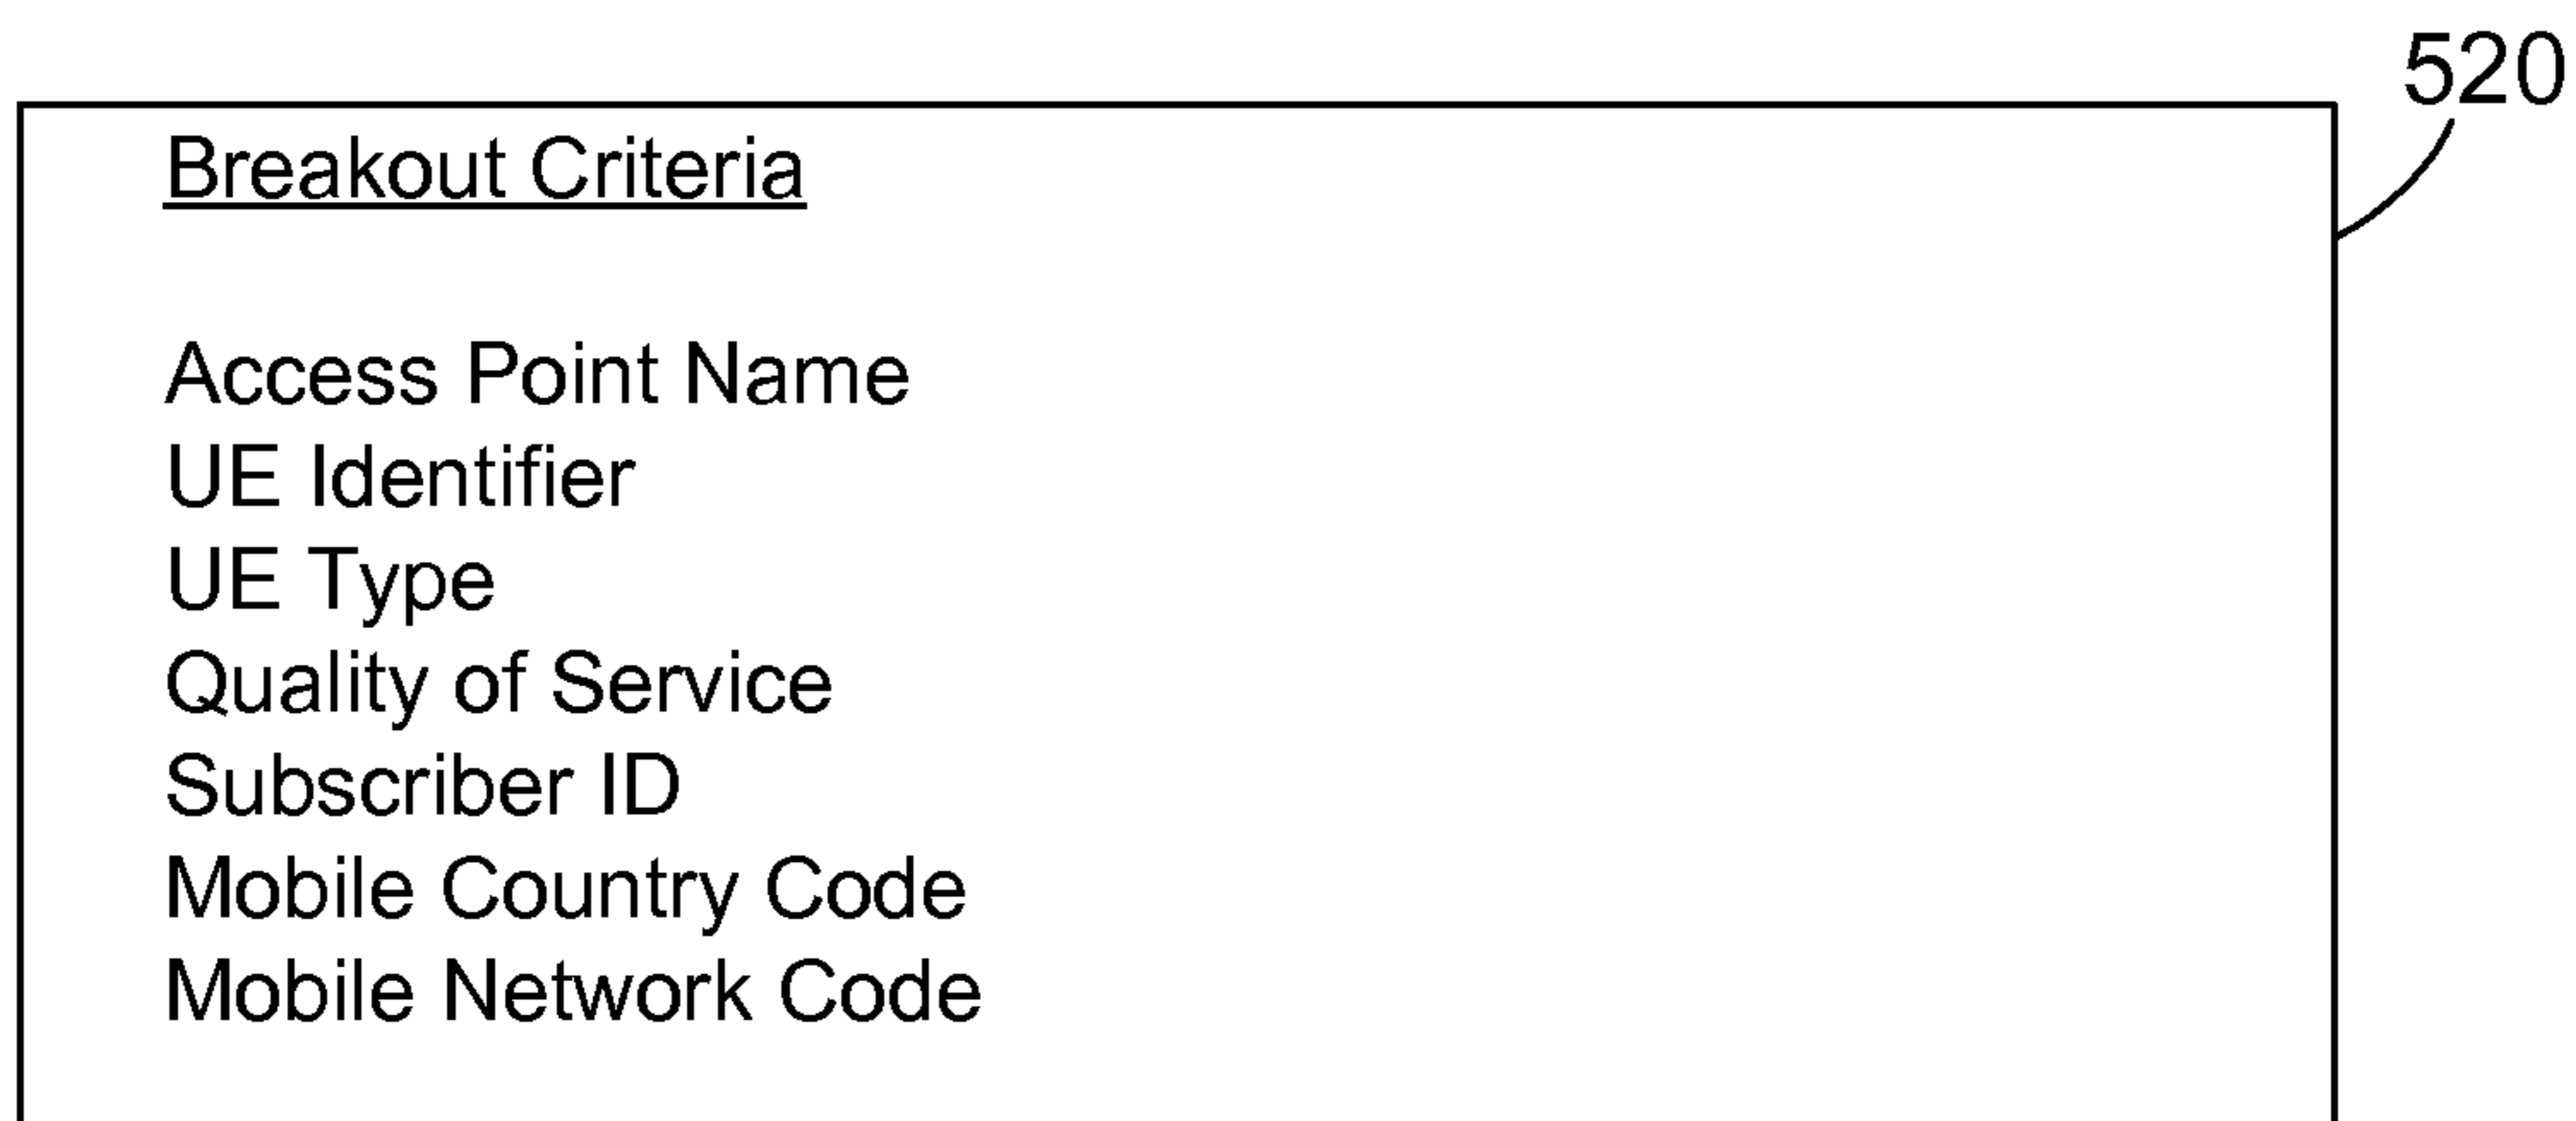 520
Breakout Criteria
Access Point Name
UE Identifier
UE Type
Quality of Service
Subscriber ID
Mobile Country Code
Mobile Network Code